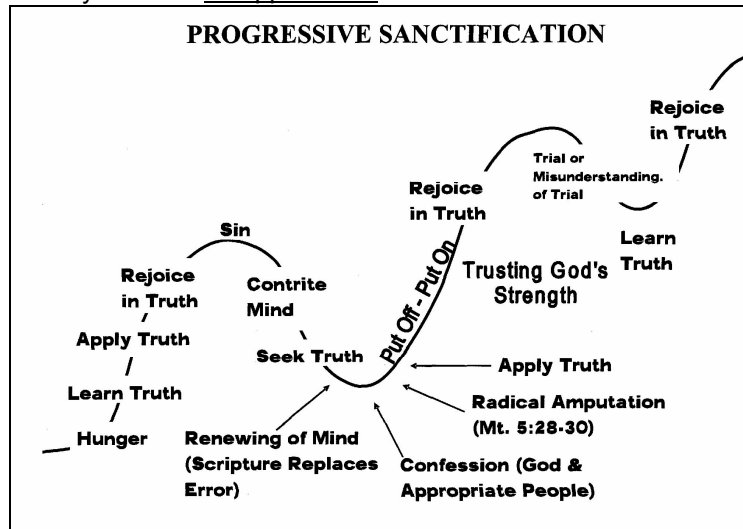 PROGRESSIVE SANCTIFICATION
Rejoice
in Truth
Trial or
Misunderstanding.
of Trial
Rejoice
in Truth
Learn
Truth
Sin
Rejoice
in Truth
Contrite
Mind
Put Off - Put On
Trusting God's
Strength
Apply Truth
Seek Truth
Apply Truth
Learn Truth
Radical Amputation
(Mt. 5:28-30)
Hunger
Renewing of Mind
(Scripture Replaces
Error)
Confession (God &
Appropriate People)